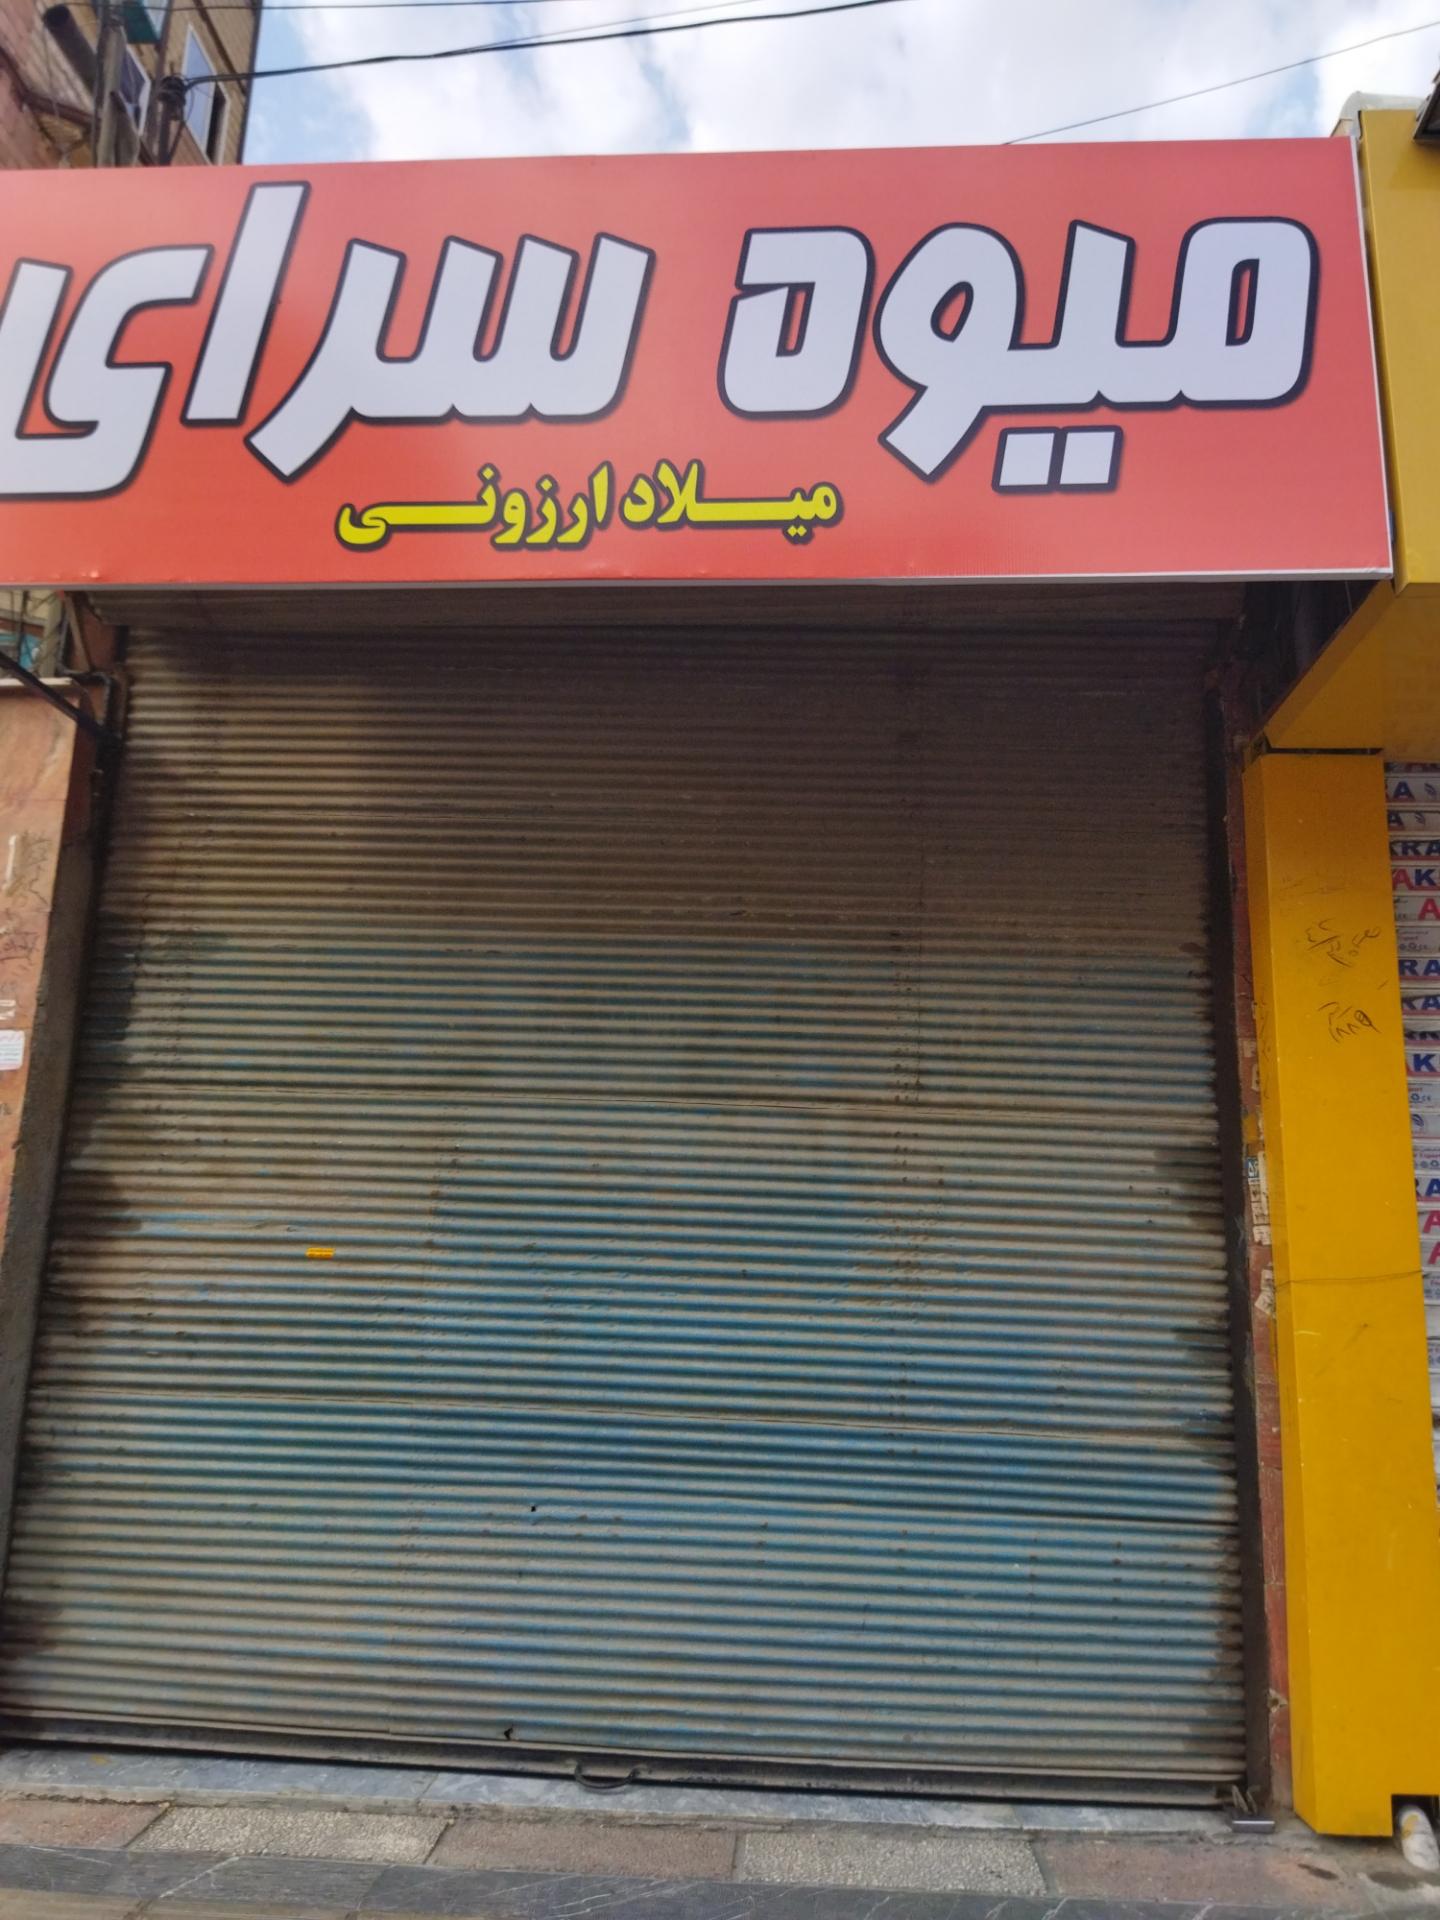 میوه سرای
میلاد ارزونی